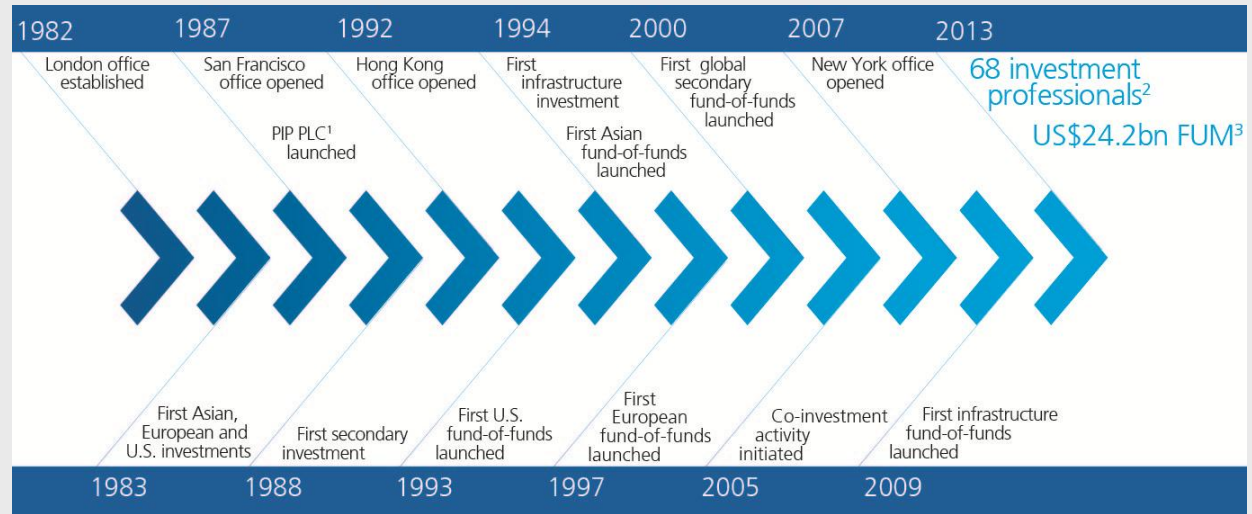 1982 1987 1992 1994 2000 2007 2013
London office
established
San Francisco
office opened
PIP PLC¹
launched
Hong Kong
office opened
First
infrastructure
investment
First Asian
fund-of-funds
launched
First global
secondary
fund-of-funds
launched
New York office
opened
68 investment
professionals²
US$24.2bn FUM³
First Asian,
European and
U.S. investments
First secondary
investment
First U.S.
fund-of-funds
launched
First
European
fund-of-funds
launched
Co-investment
activity
initiated
First infrastructure
fund-of-funds
launched
1983 1988 1993 1997 2005 2009